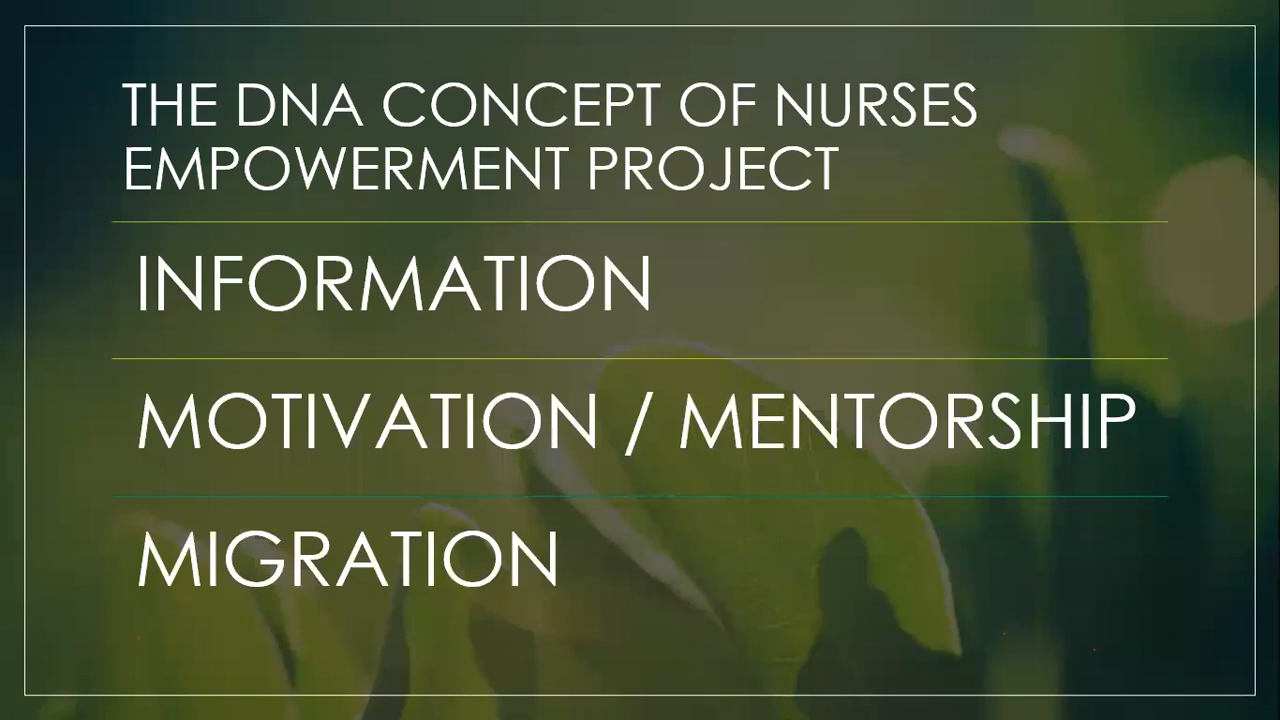 THE DNA CONCEPT OF NURSES
EMPOWERMENT PROJECT
INFORMATION
MOTIVATION / MENTORSHIP
MIGRATION